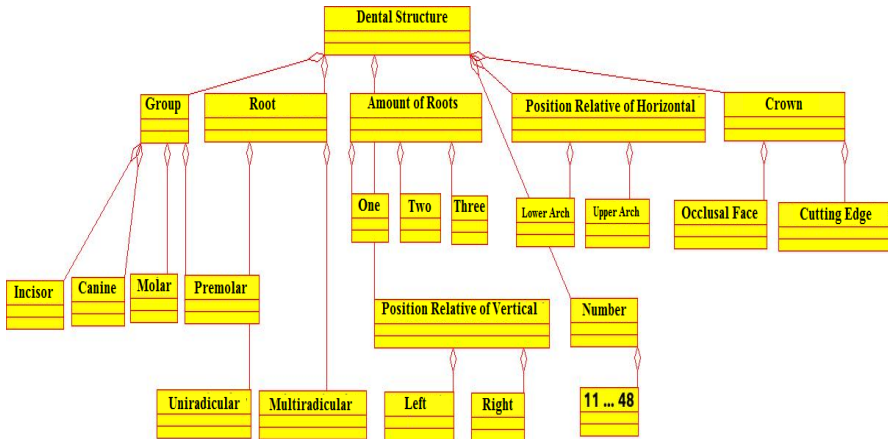 Dental Structure
Group
Root
Amount of Roots
Position Relative of Horizontal
Crown
One
Two
Three
Lower Arch
Upper Arch
Occlusal Face
Cutting Edge
Incisor
Canine
Molar
Premolar
Position Relative of Vertical
Number
Uniradicular
Multiradicular
Left
Right
11 ... 48